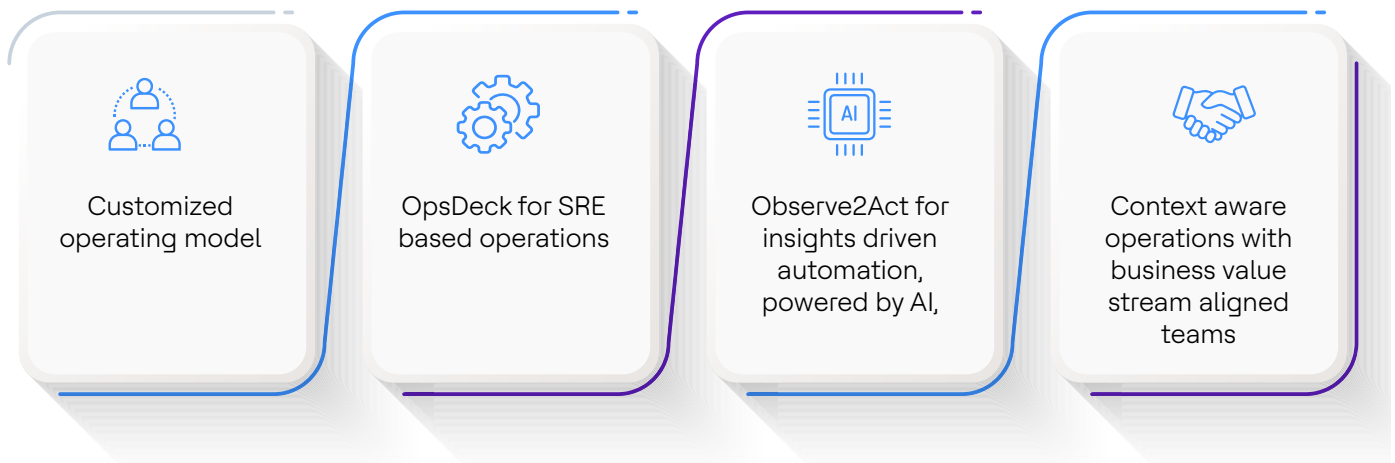 Customized
operating model
OpsDeck for SRE
based operations
AI
Observe2Act for
insights driven
automation,
powered by AI,
Context aware
operations with
business value
stream aligned
teams